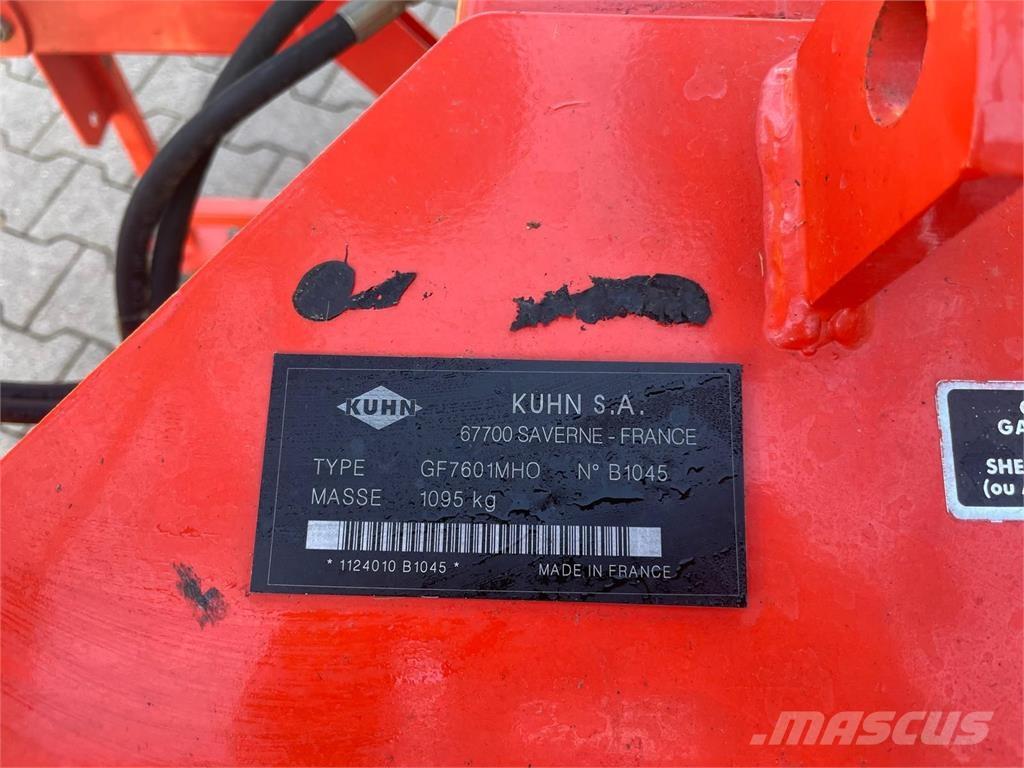 KUHN
KUHN S.A.
67700 SAVERNE - FRANCE
TYPE GF7601MHO N° B1045
MASSE 1095 kg
* 1124010 B1045 *
MADE IN FRANCE
GA
SHE
(ou
MASCUS